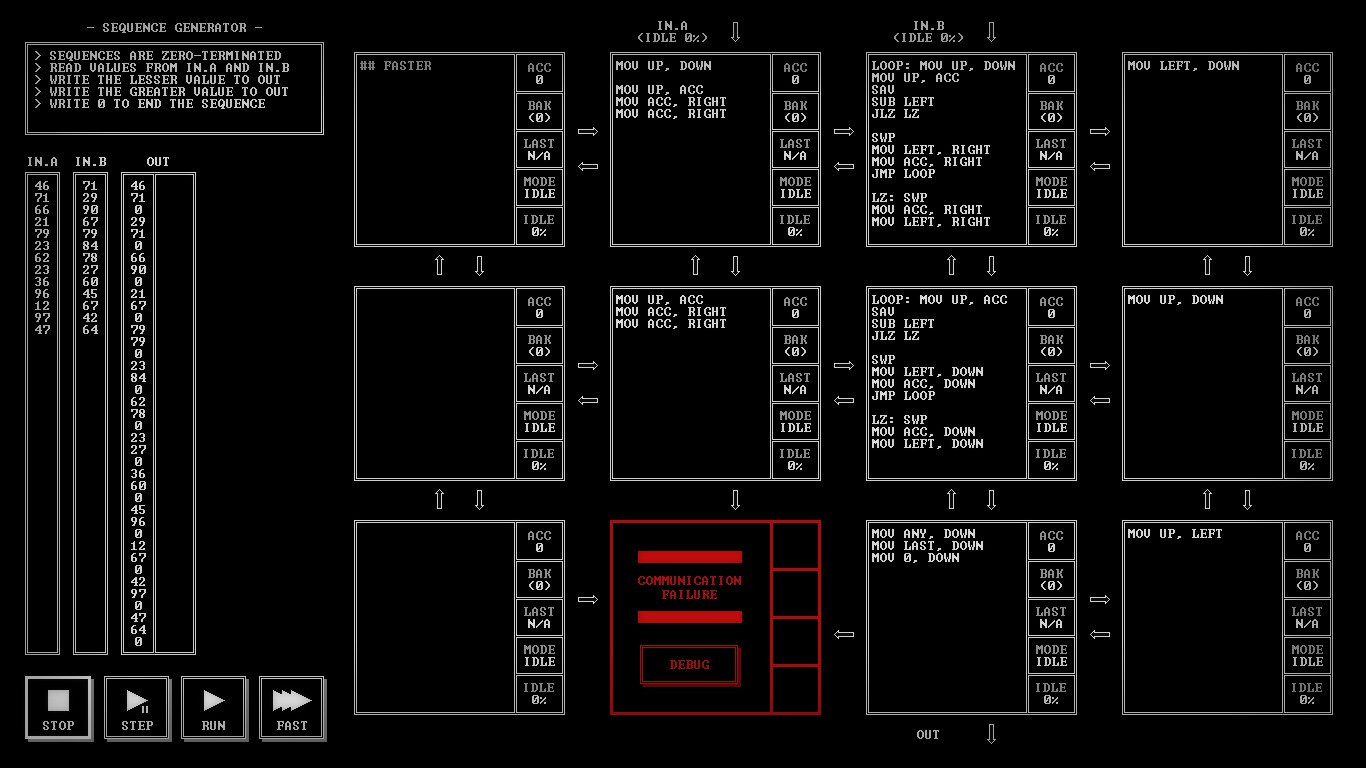 - SEQUENCE GENERATOR -
> SEQUENCES ARE ZERO-TERMINATED
> READ VALUES FROM IN.A AND IN.B
> WRITE THE LESSER VALUE TO OUT
> WRITE THE GREATER VALUE TO OUT
> WRITE 0 TO END THE SEQUENCE
IN.A IN.B OUT
46 71 46
71 29 71
66 90 0
21 67 29
79 79 71
23 84 0
62 78 66
23 27 90
36 60 0
96 45 21
12 67 67
97 42 0
47 64 79
79
0
23
84
0
62
78
0
23
27
0
36
60
0
45
96
0
12
67
0
42
97
0
47
64
0
STOP
STEP
RUN
FAST
IN.A
(IDLE 0%)
IN.B
(IDLE 0%)
## FASTER
ACC
0
BAK
(0)
LAST
N/A
MODE
IDLE
IDLE
0%
MOV UP, DOWN
MOV UP, ACC
MOV ACC, RIGHT
MOV ACC, RIGHT
ACC
0
BAK
(0)
LAST
N/A
MODE
IDLE
IDLE
0%
LOOP: MOV UP, DOWN
MOV UP, ACC
SAV
SUB LEFT
JLZ LZ
SWP
MOV LEFT, RIGHT
MOV ACC, RIGHT
JMP LOOP
LZ: SWP
MOV ACC, RIGHT
MOV LEFT, RIGHT
ACC
0
BAK
(0)
LAST
N/A
MODE
IDLE
IDLE
0%
MOV LEFT, DOWN
ACC
0
BAK
(0)
LAST
N/A
MODE
IDLE
IDLE
0%
ACC
0
BAK
(0)
LAST
N/A
MODE
IDLE
IDLE
0%
MOV UP, ACC
MOV ACC, RIGHT
MOV ACC, RIGHT
ACC
0
BAK
(0)
LAST
N/A
MODE
IDLE
IDLE
0%
LOOP: MOV UP, ACC
SAV
SUB LEFT
JLZ LZ
SWP
MOV LEFT, DOWN
MOV ACC, DOWN
JMP LOOP
LZ: SWP
MOV ACC, DOWN
MOV LEFT, DOWN
ACC
0
BAK
(0)
LAST
N/A
MODE
IDLE
IDLE
0%
MOV UP, DOWN
ACC
0
BAK
(0)
LAST
N/A
MODE
IDLE
IDLE
0%
ACC
0
BAK
(0)
LAST
N/A
MODE
IDLE
IDLE
0%
COMMUNICATION
FAILURE
DEBUG
MOV ANY, DOWN
MOV LAST, DOWN
MOV 0, DOWN
ACC
0
BAK
(0)
LAST
N/A
MODE
IDLE
IDLE
0%
MOV UP, LEFT
ACC
0
BAK
(0)
LAST
N/A
MODE
IDLE
IDLE
0%
OUT